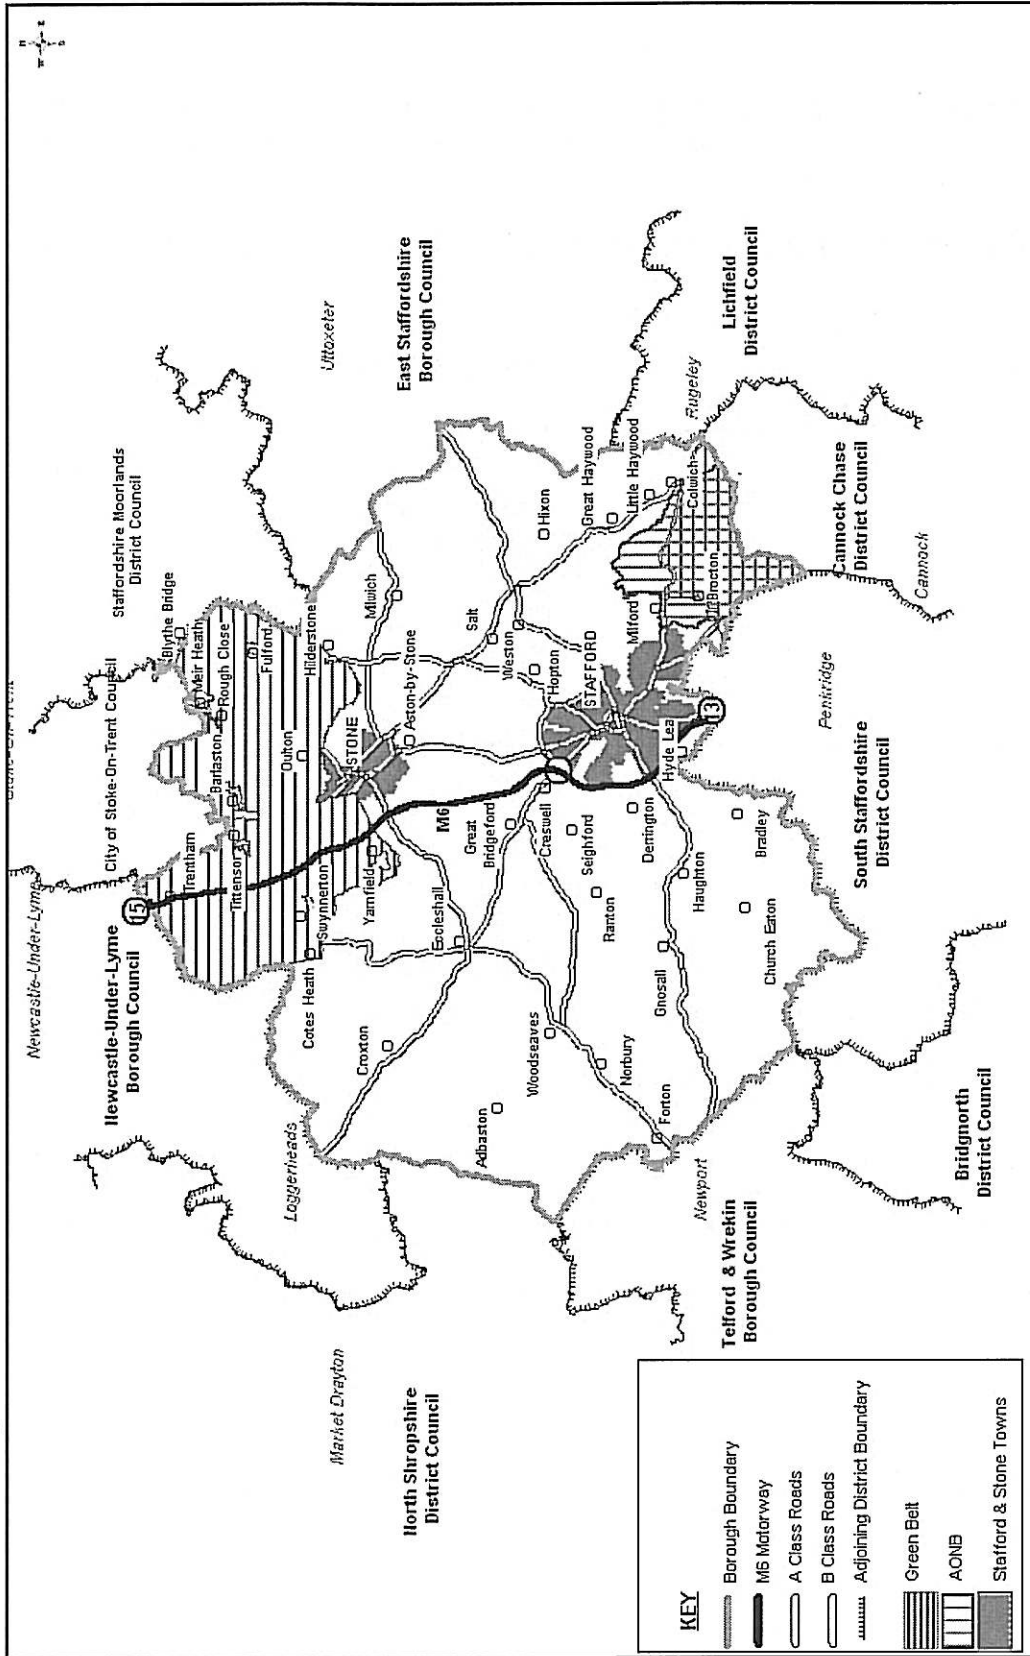 N
E
S
W
Newcastle-Under-Lyme
City of Stoke-On-Trent Council
Staffordshire Moorlands
District Council
Newcastle-Under-Lyme
Borough Council
15
Trentham
Blythe Bridge
Meir Heath
Rough Close
Barlaston
Tittensor
Fulford
Uttoxeter
Loggerheads
Cotes Heath
Swynnerton
Oulton
Hilderstone
Market Drayton
Croxton
Yarnfield
STONE
Milwich
East Staffordshire
Borough Council
North Shropshire
District Council
Eccleshall
M6
Aston-by-Stone
Adbaston
Great
Bridgeford
Salt
Weston
Woodseaves
Creswell
Hopton
Hixon
Seighford
STAFFORD
Norbury
Ranton
Great Haywood
Derrington
Milford
Little Haywood
Forton
Gnosall
Haughton
Hyde Lea
Brocton
Colwich
Rugeley
Newport
13
Lichfield
District Council
Telford & Wrekin
Borough Council
Church Eaton
Bradley
Penkridge
Cannock Chase
District Council
South Staffordshire
District Council
Cannock
Bridgnorth
District Council
KEY
Borough Boundary
M6 Motorway
A Class Roads
B Class Roads
Adjoining District Boundary
Green Belt
AONB
Stafford & Stone Towns